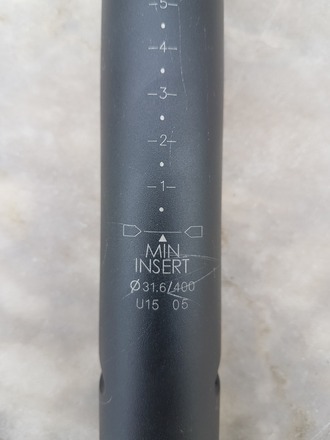 -5-
-4-
-3-
-2-
-1-
MIN
INSERT
Ø31.6/400
U15 05